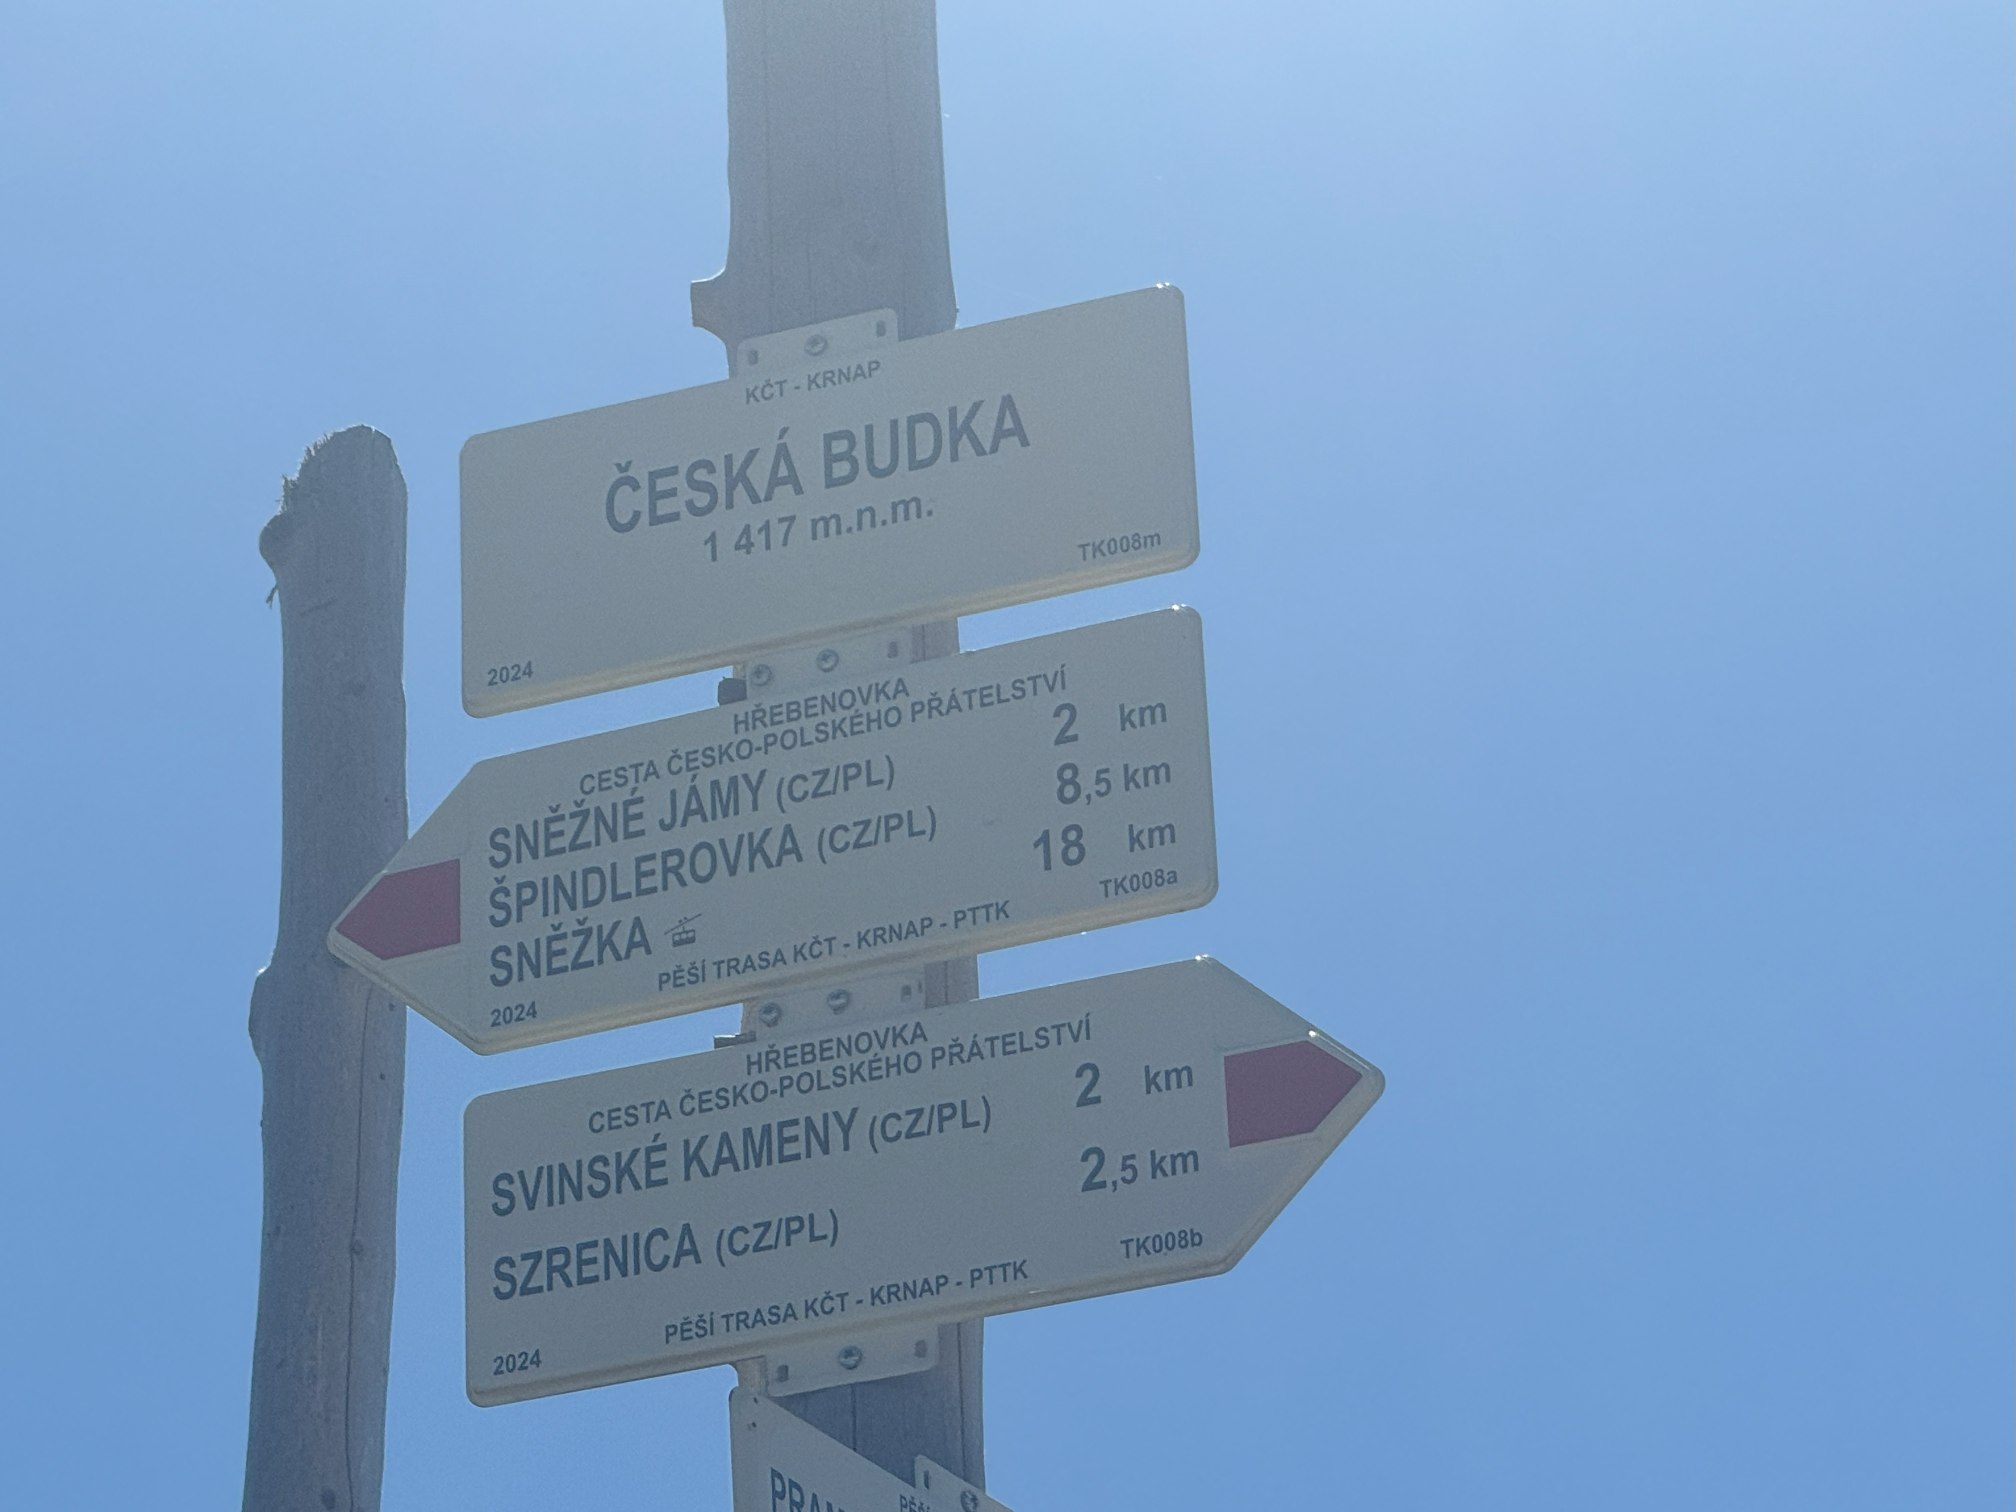 KČT - KRNAP
ČESKÁ BUDKA
1 417 m.n.m.
TK008m
2024
HŘEBENOVKA
CESTA ČESKO-POLSKÉHO PŘÁTELSTVÍ
SNĚŽNÉ JÁMY (CZ/PL) 2 km
ŠPINDLEROVKA (CZ/PL) 8,5 km
SNĚŽKA 18 km
TK008a
PĚŠÍ TRASA KČT - KRNAP - PTTK
2024
HŘEBENOVKA
CESTA ČESKO-POLSKÉHO PŘÁTELSTVÍ
SVINSKÉ KAMENY (CZ/PL) 2 km
SZRENICA (CZ/PL) 2,5 km
TK008b
PĚŠÍ TRASA KČT - KRNAP - PTTK
2024